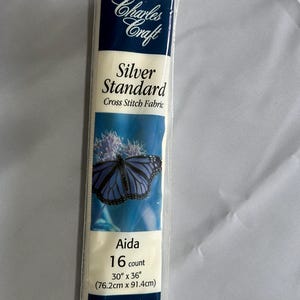 Charles
Craft
Silver
Standard
Cross Stitch Fabric
Aida
16 count
30" x 36"
(76.2cm x 91.4cm)